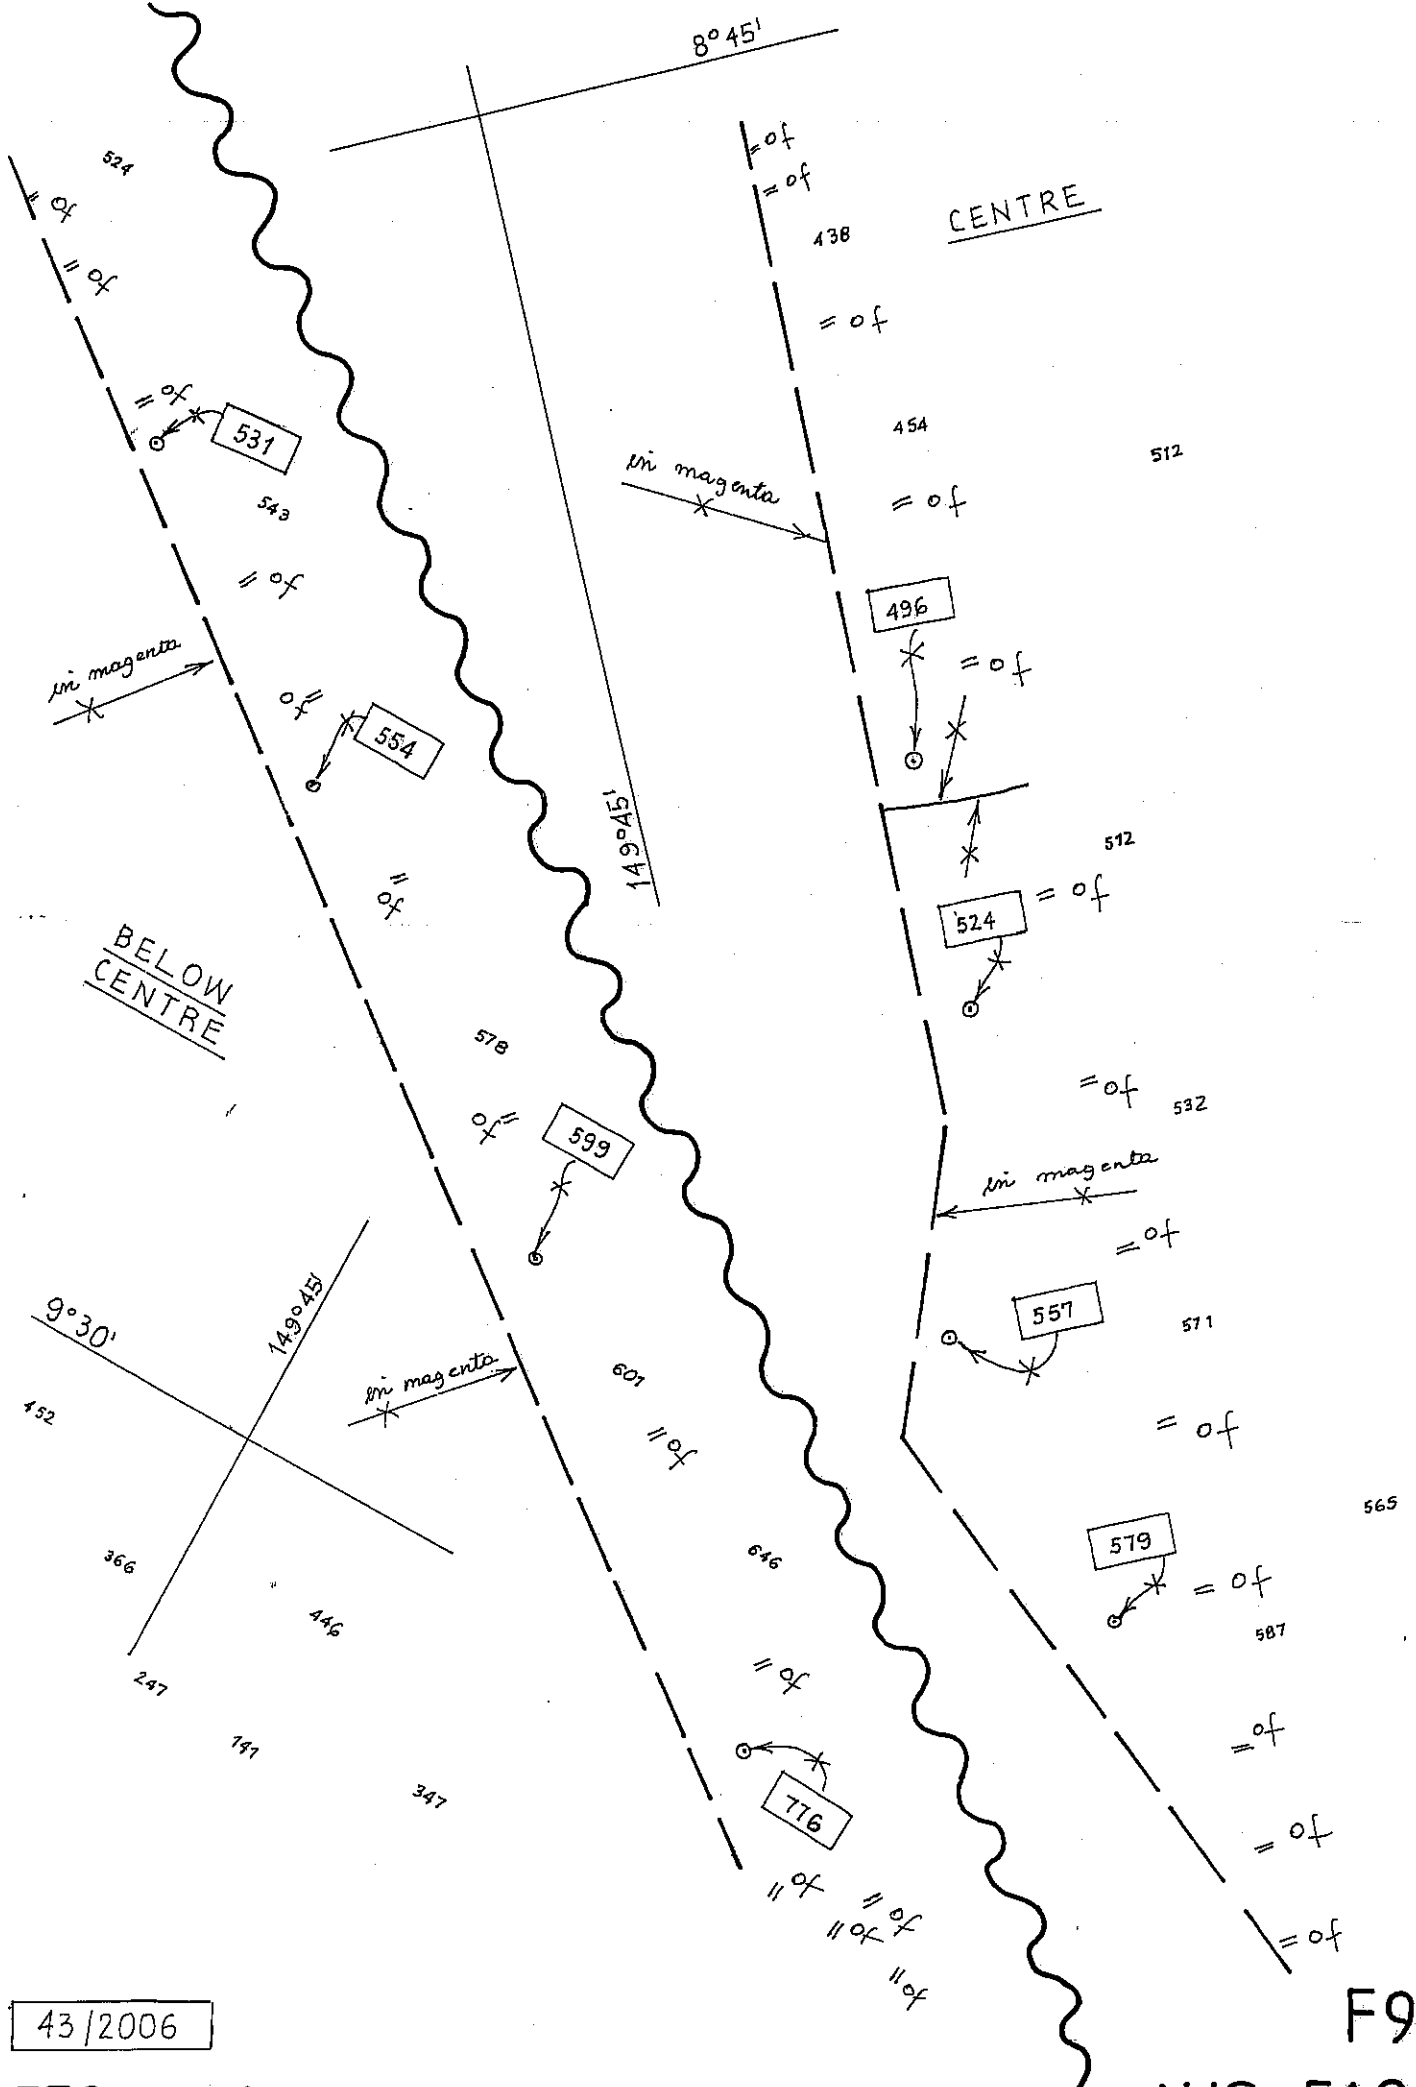 8°45'
= of
= of
CENTRE
524
= of
= of
438
= of
= of
531
454
512
in magenta
= of
543
= of
496
= of
in magenta
= of
554
149°45'
512
= of
524
= of
BELOW
CENTRE
578
= of
532
= of
599
in magenta
= of
149°45'
9°30'
557
571
in magenta
607
452
= of
= of
565
579
646
366
= of
446
587
= of
247
= of
141
347
776
= of
= of
= of
= of
= of
= of
43/2006
F9